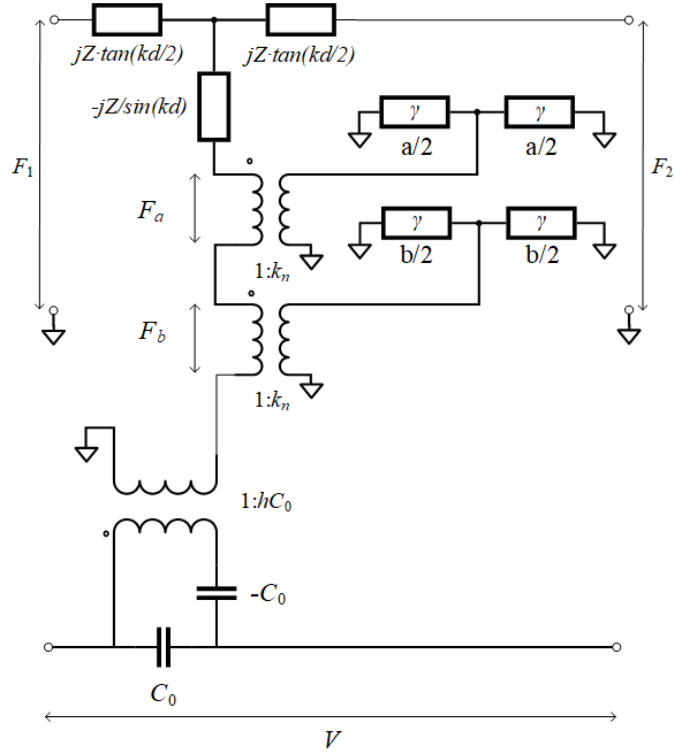 jZ·tan(kd/2)
jZ·tan(kd/2)
-jZ/sin(kd)
γ
γ
a/2
a/2
F₁
F₂
Fₐ
γ
γ
b/2
b/2
1:kₙ
F_b
1:kₙ
1:hC₀
-C₀
C₀
V